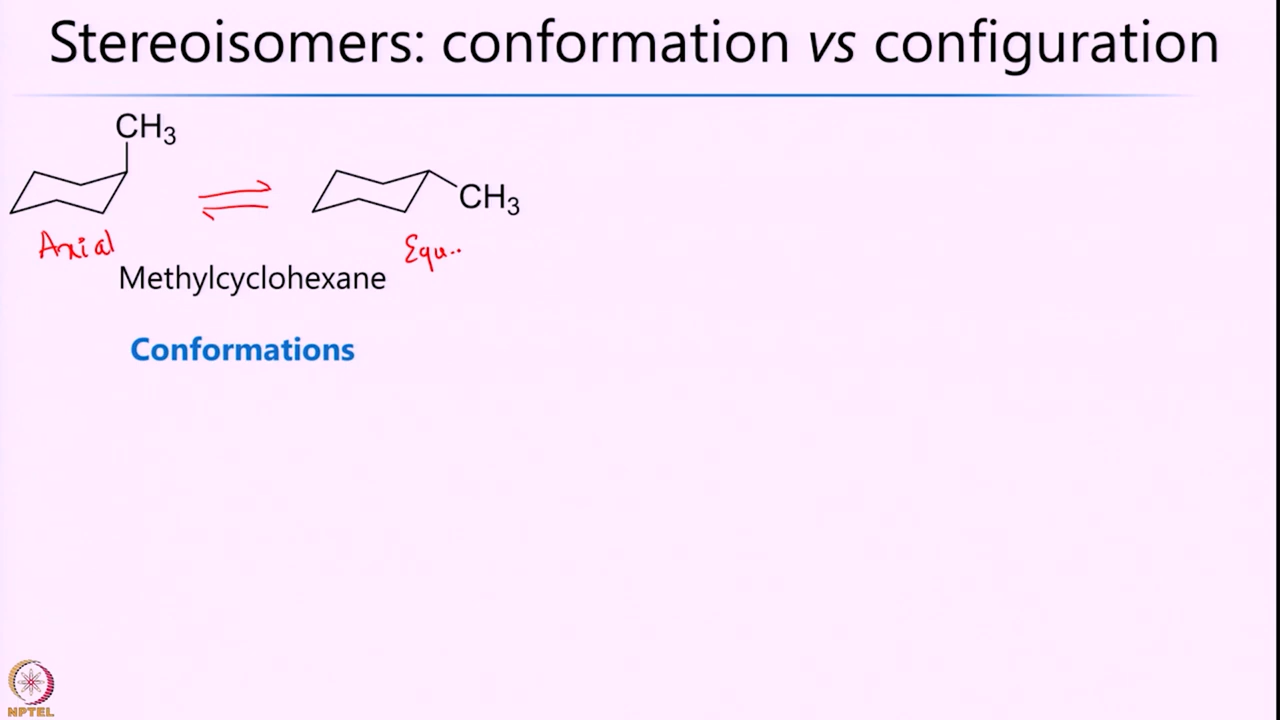 Stereoisomers: conformation vs configuration
CH3
CH3
Axial
Equ..
Methylcyclohexane
Conformations
NPTEL